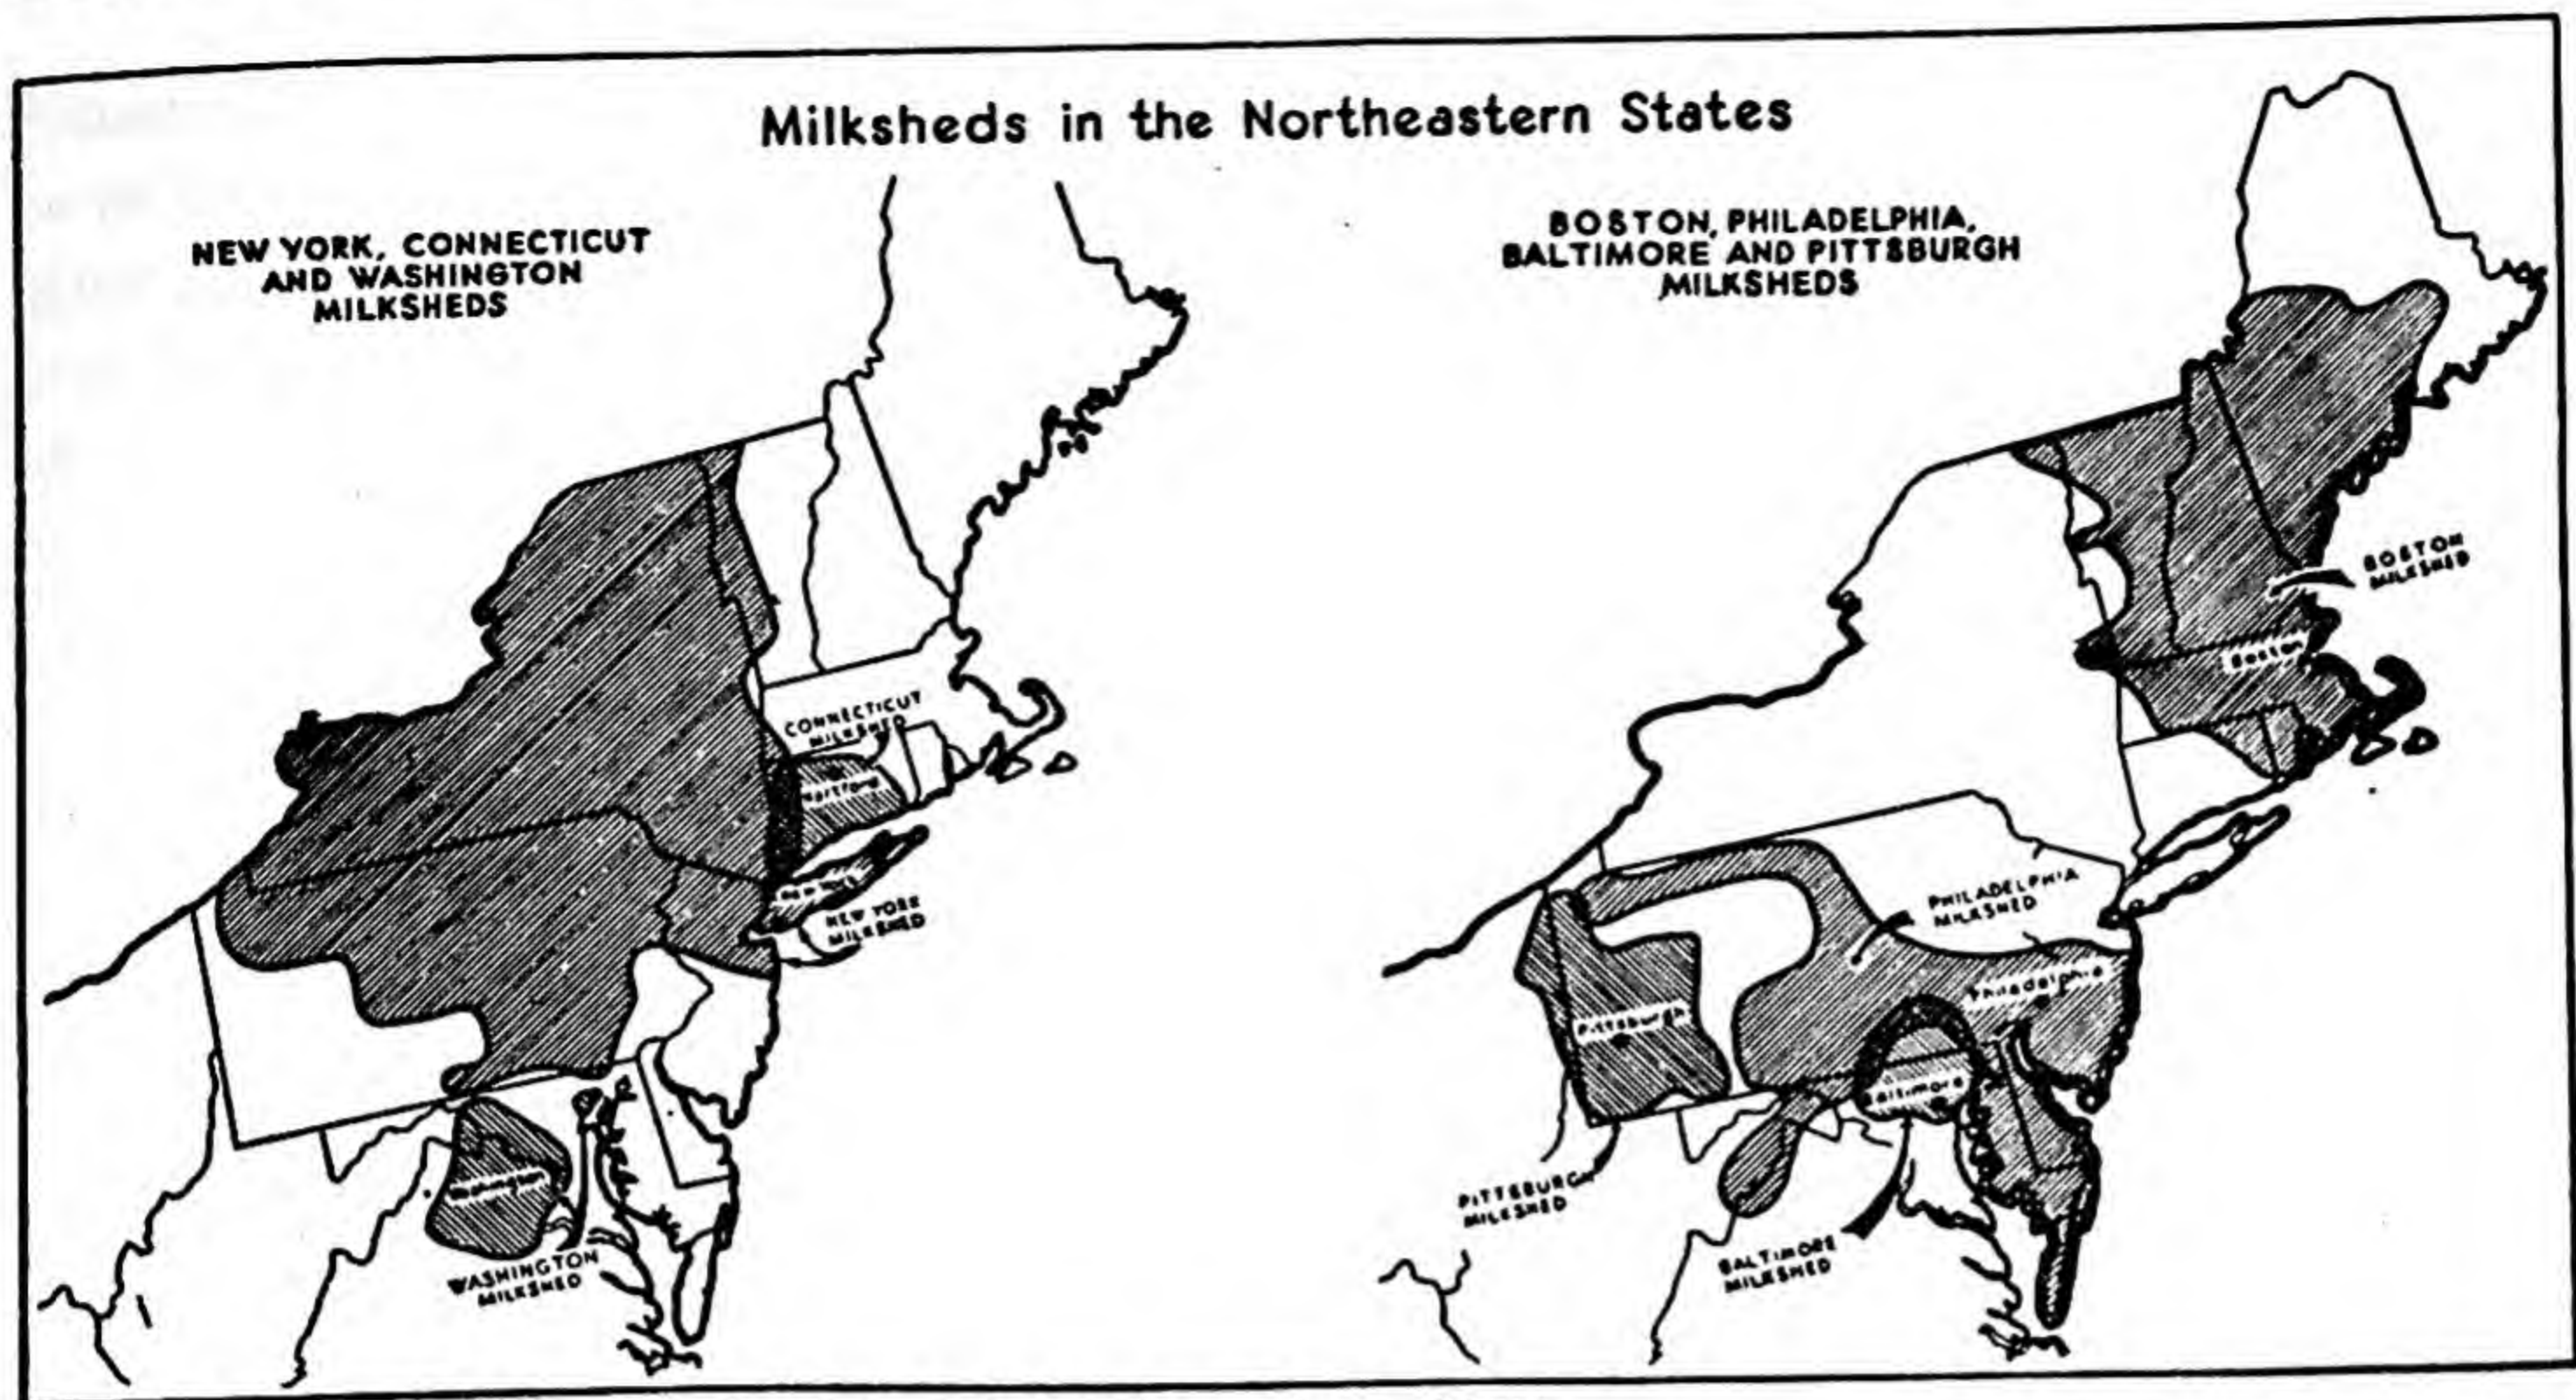 Milksheds in the Northeastern States
NEW YORK, CONNECTICUT
AND WASHINGTON
MILKSHEDS
CONNECTICUT
MILKSHED
Hartford
New York
NEW YORK
MILKSHED
Washington
WASHINGTON
MILKSHED
BOSTON, PHILADELPHIA,
BALTIMORE AND PITTSBURGH
MILKSHEDS
BOSTON
MILKSHED
Boston
PHILADELPHIA
MILKSHED
Philadelphia
Pittsburgh
Baltimore
PITTSBURGH
MILKSHED
BALTIMORE
MILKSHED